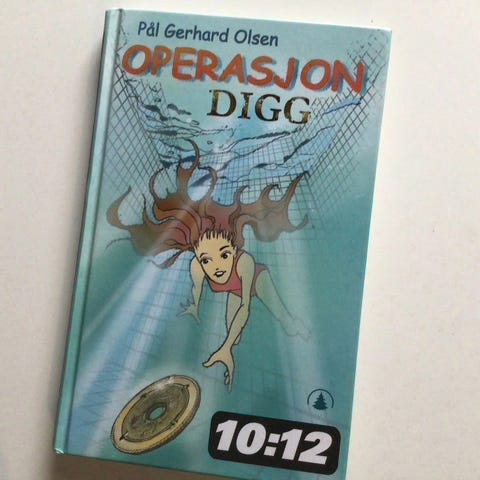 Pål Gerhard Olsen
OPERASJON
DIGG
10:12